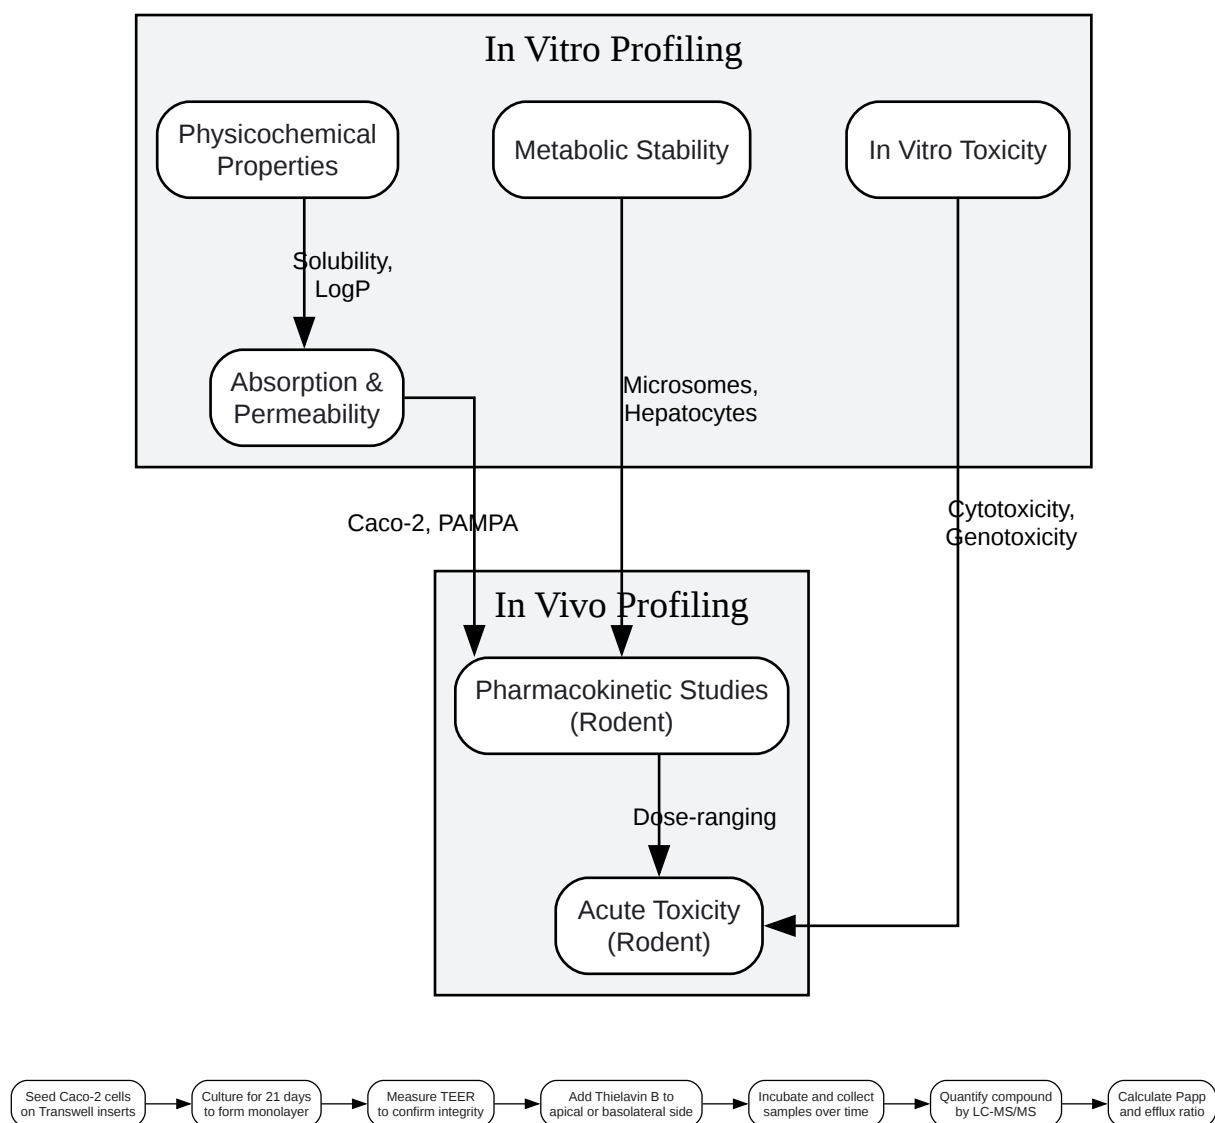 In Vitro Profiling
Physicochemical
Properties
Metabolic Stability
In Vitro Toxicity
Solubility,
LogP
Absorption &
Permeability
Microsomes,
Hepatocytes
Caco-2, PAMPA
Cytotoxicity,
Genotoxicity
In Vivo Profiling
Pharmacokinetic Studies
(Rodent)
Dose-ranging
Acute Toxicity
(Rodent)
Seed Caco-2 cells
on Transwell inserts
Culture for 21 days
to form monolayer
Measure TEER
to confirm integrity
Add Thielavin B to
apical or basolateral side
Incubate and collect
samples over time
Quantify compound
by LC-MS/MS
Calculate Papp
and efflux ratio